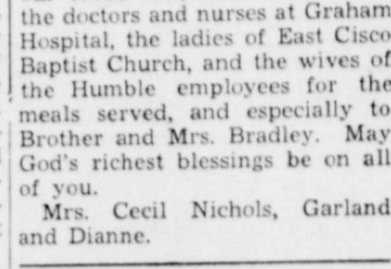 the doctors and nurses at Graham
Hospital, the ladies of East Cisco
Baptist Church, and the wives of
the Humble employees for the
meals served, and especially to
Brother and Mrs. Bradley. May
God's richest blessings be on all
of you.
Mrs. Cecil Nichols, Garland
and Dianne.